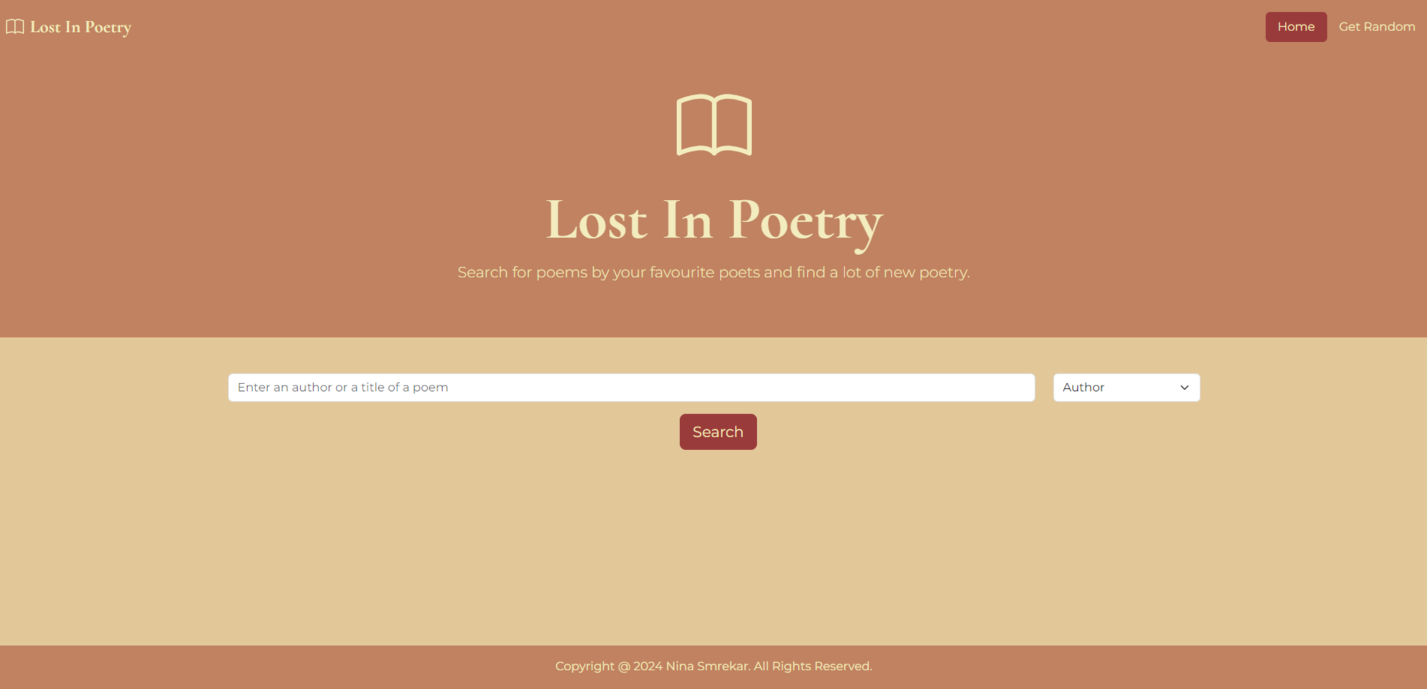 Lost In Poetry
Home
Get Random
Lost In Poetry
Search for poems by your favourite poets and find a lot of new poetry.
Enter an author or a title of a poem
Author
Search
Copyright @ 2024 Nina Smrekar. All Rights Reserved.